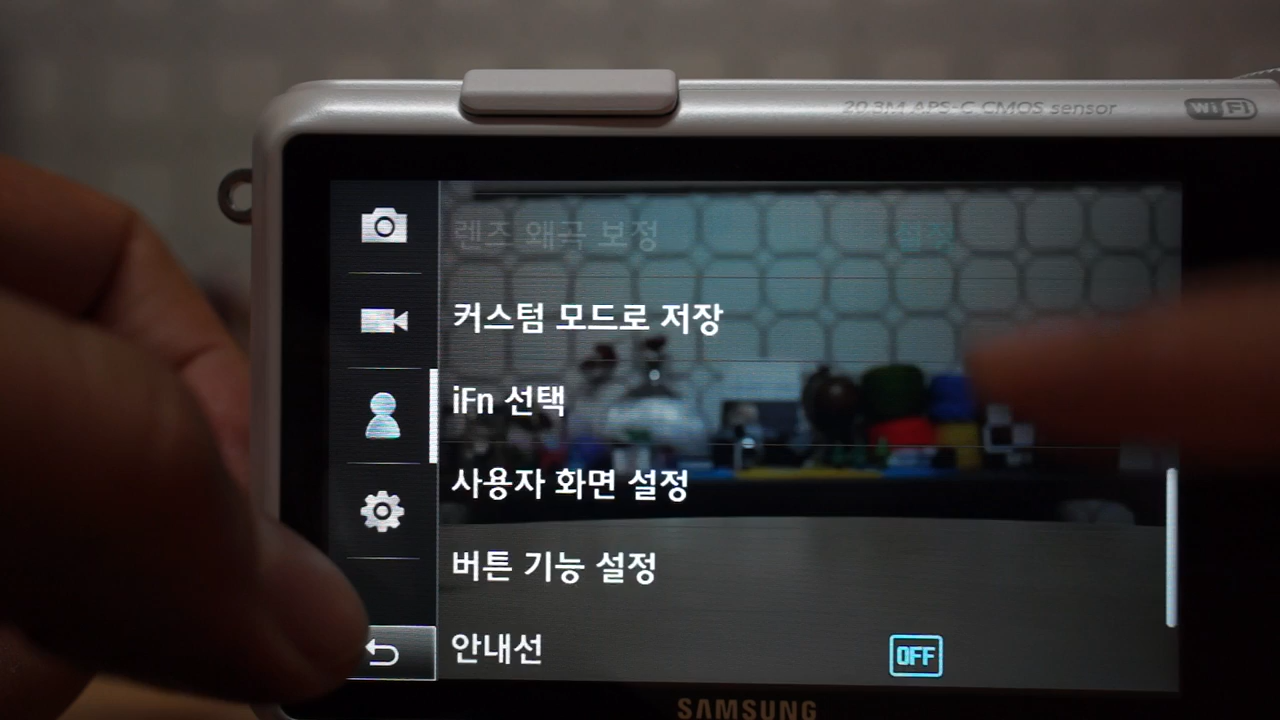 20.3M APS-C CMOS sensor
Wi Fi
렌즈 왜곡 보정 설정
커스텀 모드로 저장
iFn 선택
사용자 화면 설정
버튼 기능 설정
안내선 OFF
SAMSUNG